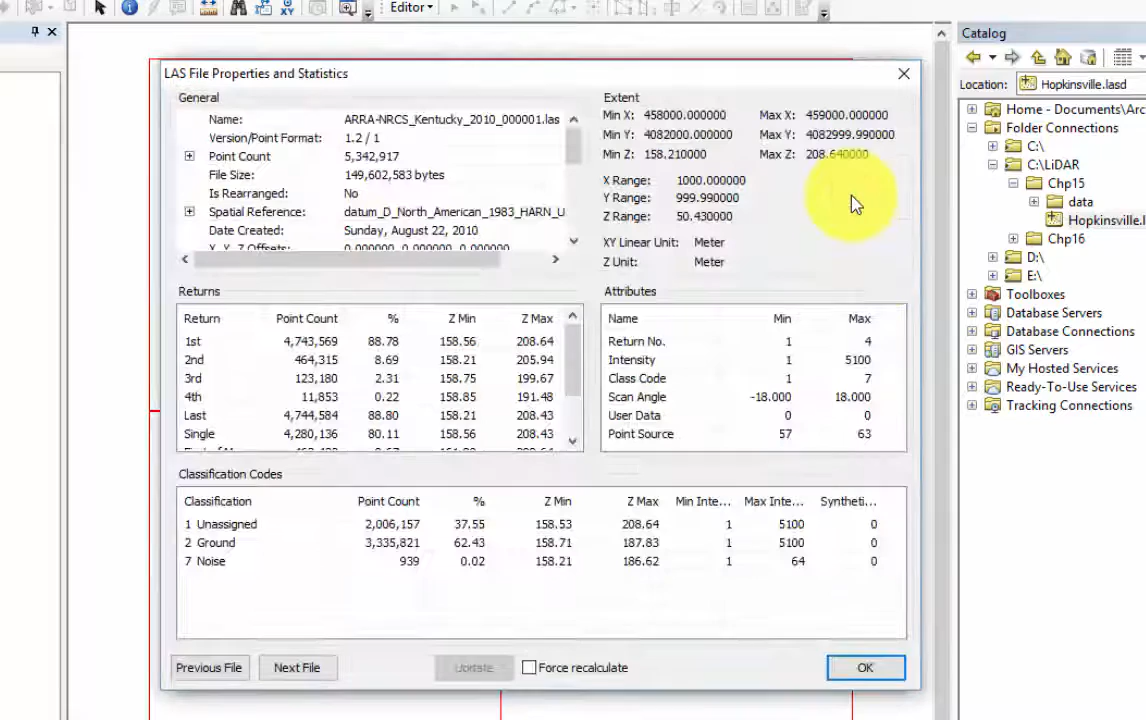 Editor
LAS File Properties and Statistics
General
Name: ARRA-NRCS_Kentucky_2010_000001.las
Version/Point Format: 1.2 / 1
Point Count 5,342,917
File Size: 149,602,583 bytes
Is Rearranged: No
Spatial Reference: datum_D_North_American_1983_HARN_U
Date Created: Sunday, August 22, 2010
X, Y, Z Offsets: 0.000000, 0.000000, 0.000000
Extent
Min X: 458000.000000 Max X: 459000.000000
Min Y: 4082000.000000 Max Y: 4082999.990000
Min Z: 158.210000 Max Z: 208.640000
X Range: 1000.000000
Y Range: 999.990000
Z Range: 50.430000
XY Linear Unit: Meter
Z Unit: Meter
Returns
Return Point Count % Z Min Z Max
1st 4,743,569 88.78 158.56 208.64
2nd 464,315 8.69 158.21 205.94
3rd 123,180 2.31 158.75 199.67
4th 11,853 0.22 158.85 191.48
Last 4,744,584 88.80 158.21 208.43
Single 4,280,136 80.11 158.56 208.43
Attributes
Name Min Max
Return No. 1 4
Intensity 1 5100
Class Code 1 7
Scan Angle -18.000 18.000
User Data 0 0
Point Source 57 63
Classification Codes
Classification Point Count % Z Min Z Max Min Inte... Max Inte... Syntheti...
1 Unassigned 2,006,157 37.55 158.53 208.64 1 5100 0
2 Ground 3,335,821 62.43 158.71 187.83 1 5100 0
7 Noise 939 0.02 158.21 186.62 1 64 0
Previous File Next File Update Force recalculate OK
Catalog
Location: Hopkinsville.lasd
Home - Documents\Arc
Folder Connections
C:\
C:\LiDAR
Chp15
data
Hopkinsville.l
Chp16
D:\
E:\
Toolboxes
Database Servers
Database Connections
GIS Servers
My Hosted Services
Ready-To-Use Services
Tracking Connections